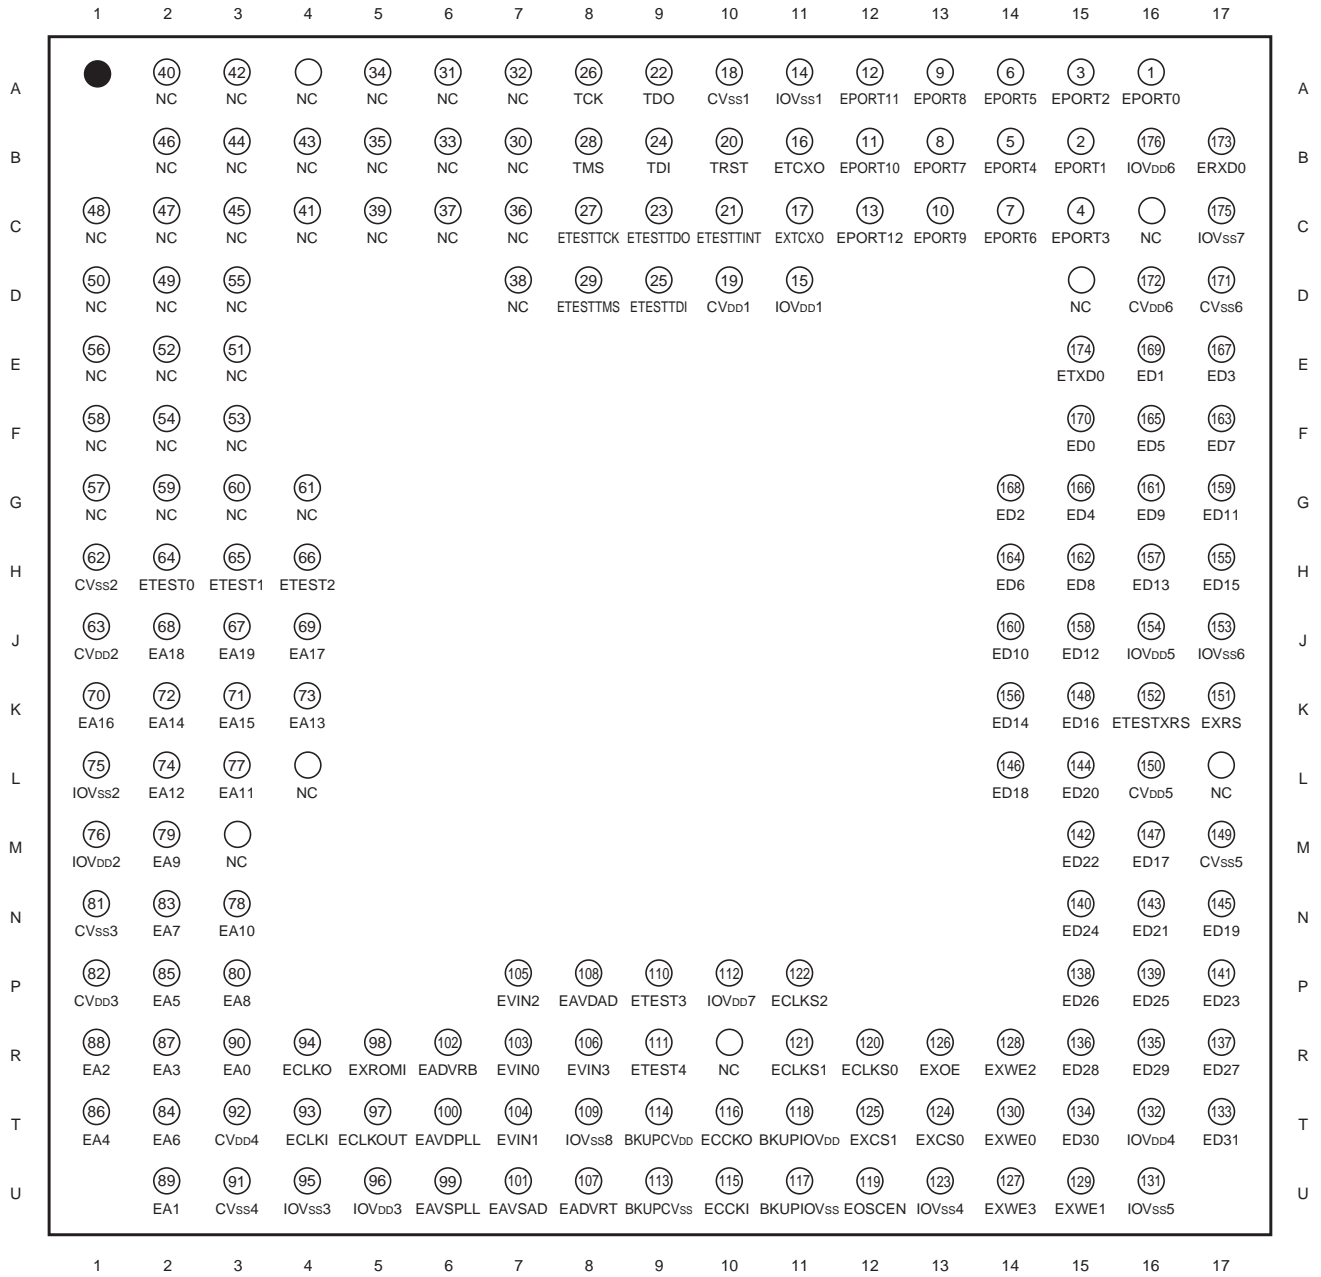 1 2 3 4 5 6 7 8 9 10 11 12 13 14 15 16 17
A 40 42 34 31 32 26 22 18 14 12 9 6 3 1 A
NC NC NC NC NC NC TCK TDO CVss1 IOVss1 EPORT11 EPORT8 EPORT5 EPORT2 EPORT0
B 46 44 43 35 33 30 28 24 20 16 11 8 5 2 176 173 B
NC NC NC NC NC NC TMS TDI TRST ETCXO EPORT10 EPORT7 EPORT4 EPORT1 IOVDD6 ERXD0
C 48 47 45 41 39 37 36 27 23 21 17 13 10 7 4 175 C
NC NC NC NC NC NC NC ETESTTCK ETESTTDO ETESTTINT EXTCXO EPORT12 EPORT9 EPORT6 EPORT3 NC IOVss7
D 50 49 55 38 29 25 19 15 172 171 D
NC NC NC NC ETESTTMS ETESTTDI CVDD1 IOVDD1 NC CVDD6 CVss6
E 56 52 51 174 169 167 E
NC NC NC ETXD0 ED1 ED3
F 58 54 53 170 165 163 F
NC NC NC ED0 ED5 ED7
G 57 59 60 61 168 166 161 159 G
NC NC NC NC ED2 ED4 ED9 ED11
H 62 64 65 66 164 162 157 155 H
CVss2 ETEST0 ETEST1 ETEST2 ED6 ED8 ED13 ED15
J 63 68 67 69 160 158 154 153 J
CVDD2 EA18 EA19 EA17 ED10 ED12 IOVDD5 IOVss6
K 70 72 71 73 156 148 152 151 K
EA16 EA14 EA15 EA13 ED14 ED16 ETESTXRS EXRS
L 75 74 77 146 144 150 L
IOVss2 EA12 EA11 NC ED18 ED20 CVDD5 NC
M 76 79 142 147 149 M
IOVDD2 EA9 NC ED22 ED17 CVss5
N 81 83 78 140 143 145 N
CVss3 EA7 EA10 ED24 ED21 ED19
P 82 85 80 105 108 110 112 122 138 139 141 P
CVDD3 EA5 EA8 EVIN2 EAVDAD ETEST3 IOVDD7 ECLKS2 ED26 ED25 ED23
R 88 87 90 94 98 102 103 106 111 121 120 126 128 136 135 137 R
EA2 EA3 EA0 ECLKO EXROMI EADVRB EVIN0 EVIN3 ETEST4 NC ECLKS1 ECLKS0 EXOE EXWE2 ED28 ED29 ED27
T 86 84 92 93 97 100 104 109 114 116 118 125 124 130 134 132 133 T
EA4 EA6 CVDD4 ECLKI ECLKOUT EAVDPLL EVIN1 IOVss8 BKUPCVDD ECCKO BKUPIOVDD EXCS1 EXCS0 EXWE0 ED30 IOVDD4 ED31
U 89 91 95 96 99 101 107 113 115 117 119 123 127 129 131 U
EA1 CVss4 IOVss3 IOVDD3 EAVSPLL EAVSAD EADVRT BKUPCVss ECCKI BKUPIOVss EOSCEN IOVss4 EXWE3 EXWE1 IOVss5
1 2 3 4 5 6 7 8 9 10 11 12 13 14 15 16 17